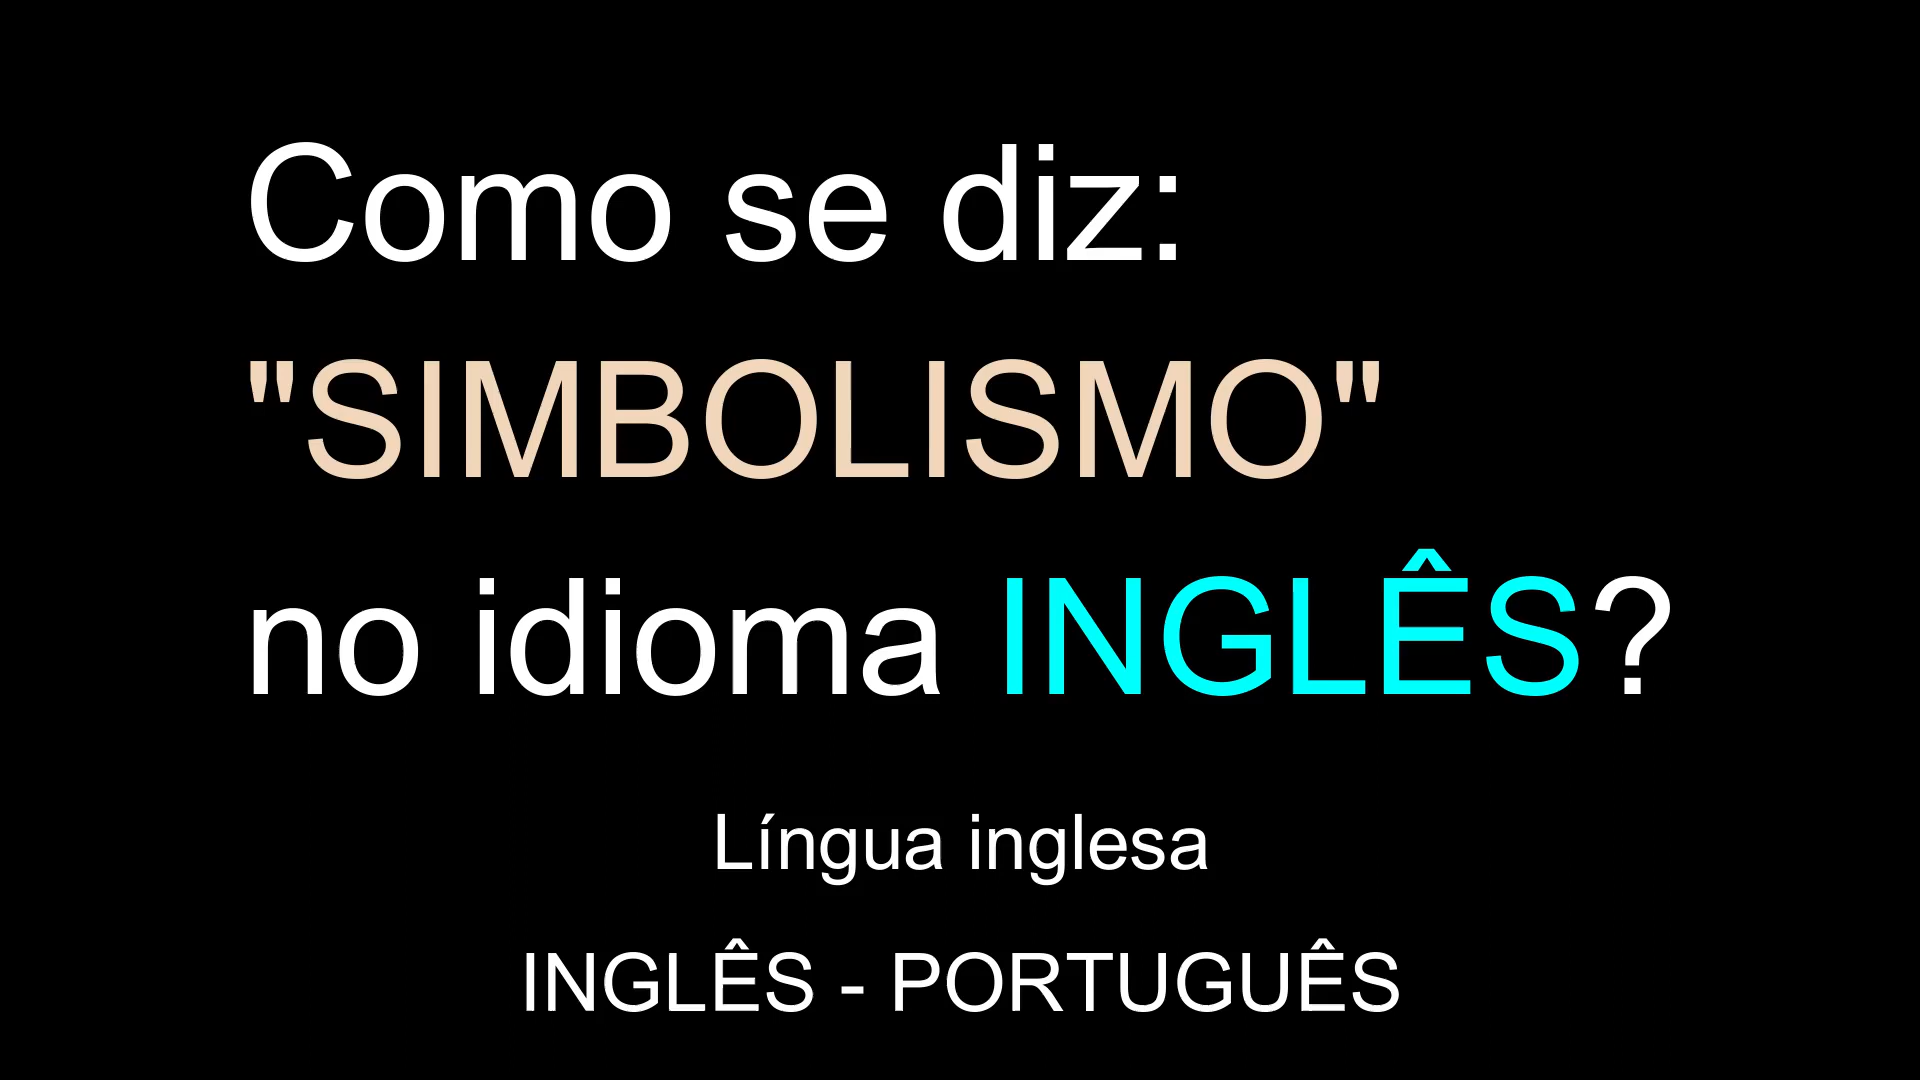 Como se diz:
"SIMBOLISMO"
no idioma INGLÊS?
Língua inglesa
INGLÊS - PORTUGUÊS